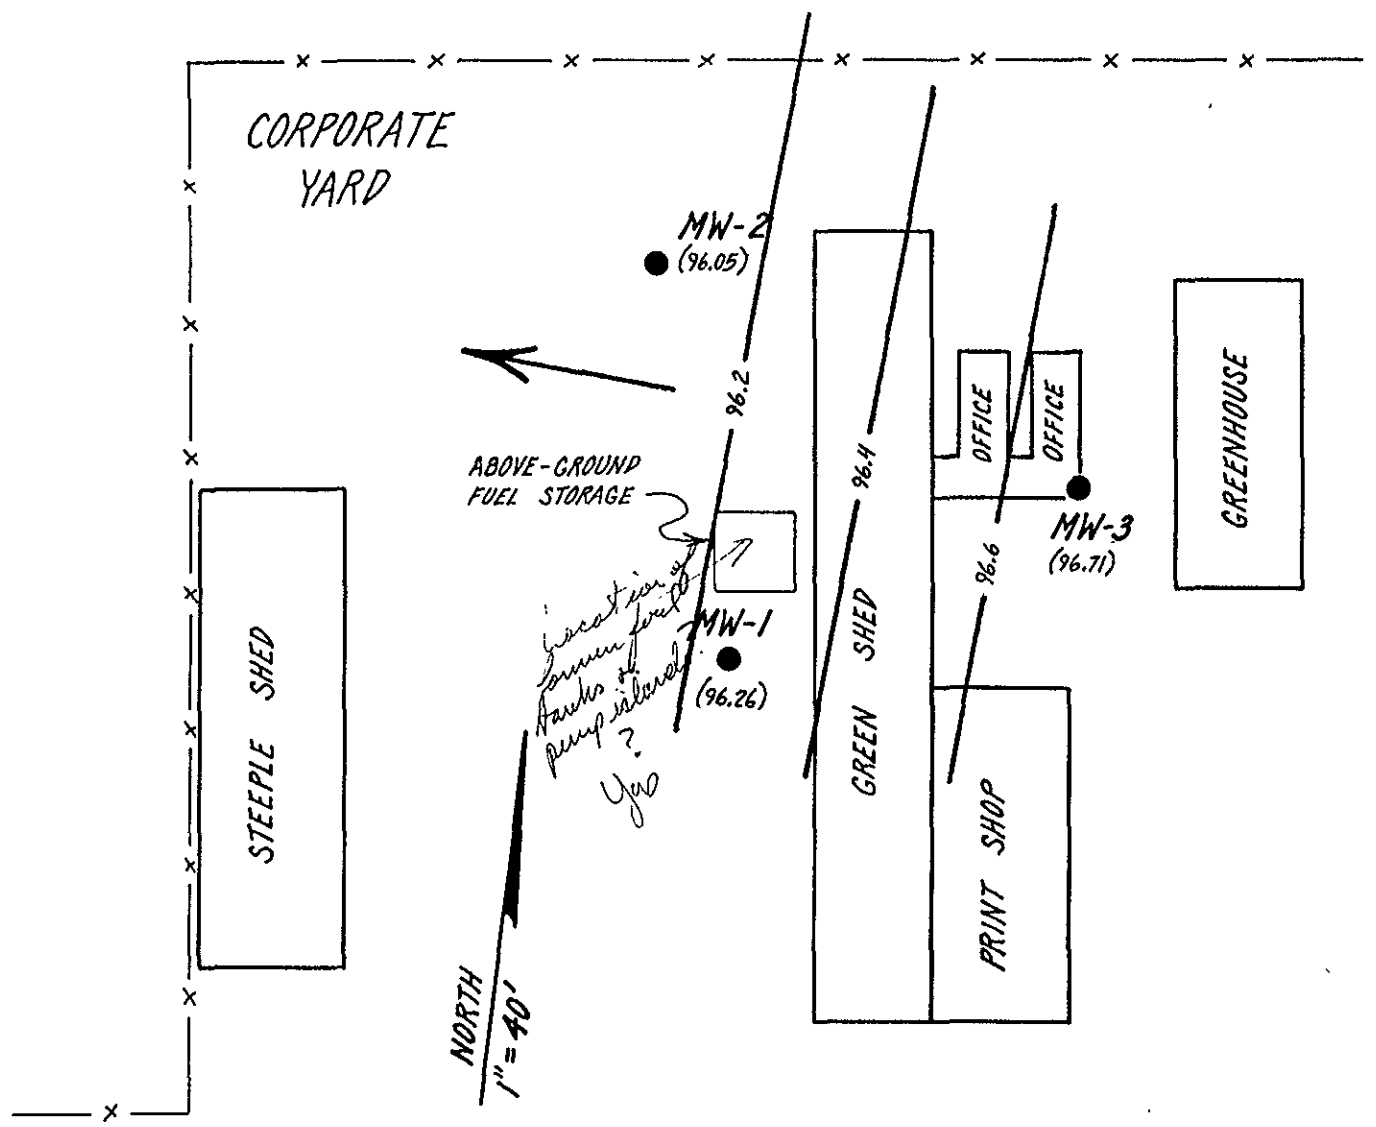 CORPORATE
YARD
MW-2
(96.05)
96.2
96.4
96.6
OFFICE
OFFICE
GREENHOUSE
ABOVE-GROUND
FUEL STORAGE
MW-3
(96.71)
Location of
former fuel
tanks &
pump island
?
Yes
MW-1
(96.26)
STEEPLE SHED
GREEN SHED
PRINT SHOP
NORTH
1"=40'